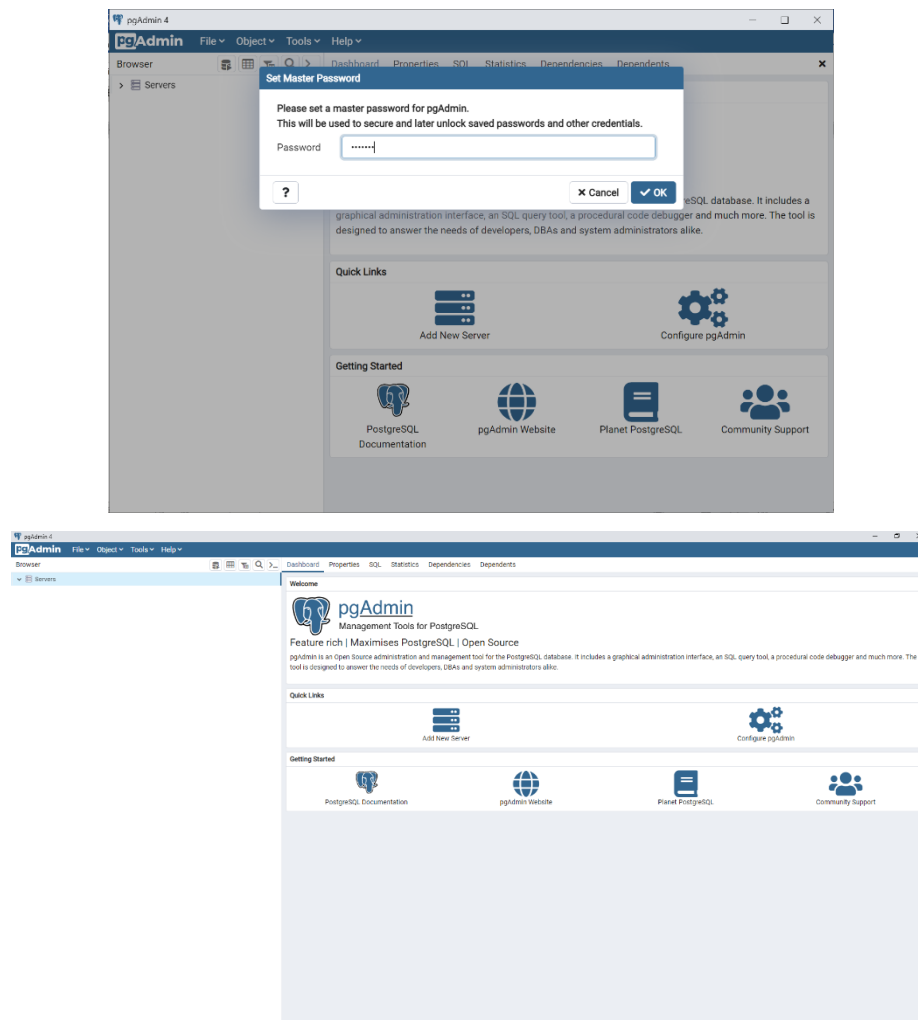 pgAdmin 4
pgAdmin File Object Tools Help
Browser Dashboard Properties SQL Statistics Dependencies Dependents
Servers
Set Master Password
Please set a master password for pgAdmin.
This will be used to secure and later unlock saved passwords and other credentials.
Password •••••••
? Cancel OK
eSQL database. It includes a
graphical administration interface, an SQL query tool, a procedural code debugger and much more. The tool is
designed to answer the needs of developers, DBAs and system administrators alike.
Quick Links
Add New Server Configure pgAdmin
Getting Started
PostgreSQL Documentation
pgAdmin Website
Planet PostgreSQL
Community Support
pgAdmin 4
pgAdmin File Object Tools Help
Browser Dashboard Properties SQL Statistics Dependencies Dependents
Servers
Welcome
pgAdmin
Management Tools for PostgreSQL
Feature rich | Maximises PostgreSQL | Open Source
pgAdmin is an Open Source administration and management tool for the PostgreSQL database. It includes a graphical administration interface, an SQL query tool, a procedural code debugger and much more. The
tool is designed to answer the needs of developers, DBAs and system administrators alike.
Quick Links
Add New Server Configure pgAdmin
Getting Started
PostgreSQL Documentation pgAdmin Website Planet PostgreSQL Community Support